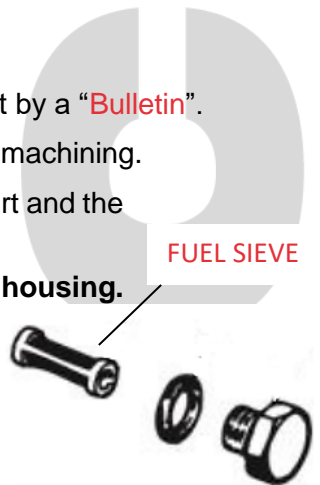 t by a “Bulletin”.
machining.
rt and the
FUEL SIEVE
housing.